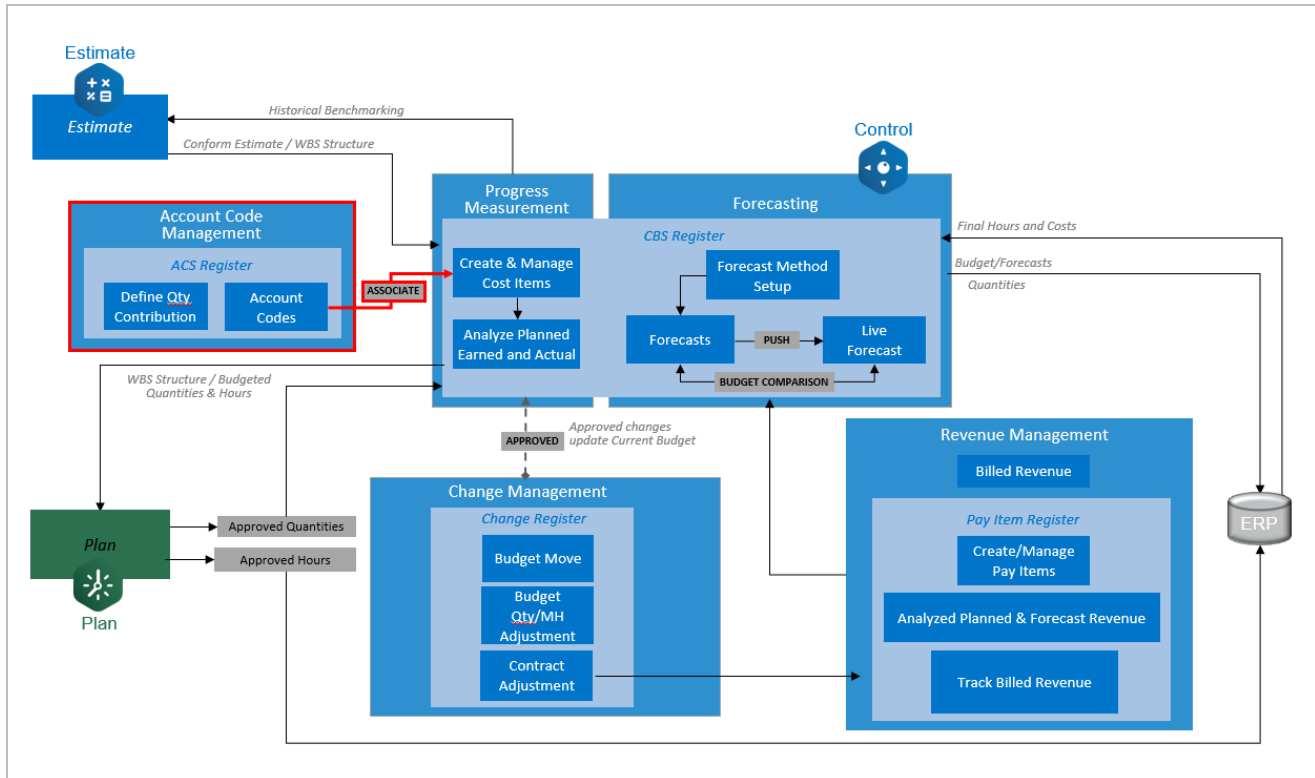 Estimate
Estimate
Historical Benchmarking
Conform Estimate / WBS Structure
Control
Account Code
Management
ACS Register
Define Qty
Contribution
Account
Codes
ASSOCIATE
Progress
Measurement
Forecasting
CBS Register
Create & Manage
Cost Items
Analyze Planned
Earned and Actual
Forecast Method
Setup
Forecasts
PUSH
Live
Forecast
BUDGET COMPARISON
Final Hours and Costs
Budget/Forecasts
Quantities
WBS Structure / Budgeted
Quantities & Hours
APPROVED
Approved changes
update Current Budget
Plan
Plan
Approved Quantities
Approved Hours
Change Management
Change Register
Budget Move
Budget
Qty/MH
Adjustment
Contract
Adjustment
Revenue Management
Billed Revenue
Pay Item Register
Create/Manage
Pay Items
Analyzed Planned & Forecast Revenue
Track Billed Revenue
ERP